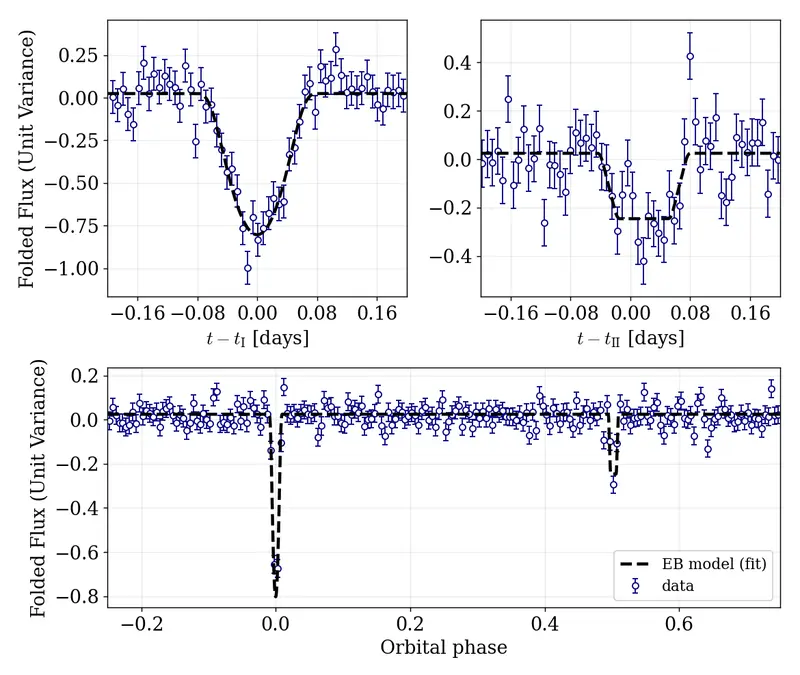 Folded Flux (Unit Variance)
0.25
0.00
−0.25
−0.50
−0.75
−1.00
−0.16 −0.08 0.00 0.08 0.16
t − tI [days]
0.4
0.2
0.0
−0.2
−0.4
−0.16 −0.08 0.00 0.08 0.16
t − tII [days]
Folded Flux (Unit Variance)
0.2
0.0
−0.2
−0.4
−0.6
−0.8
EB model (fit)
data
−0.2 0.0 0.2 0.4 0.6
Orbital phase